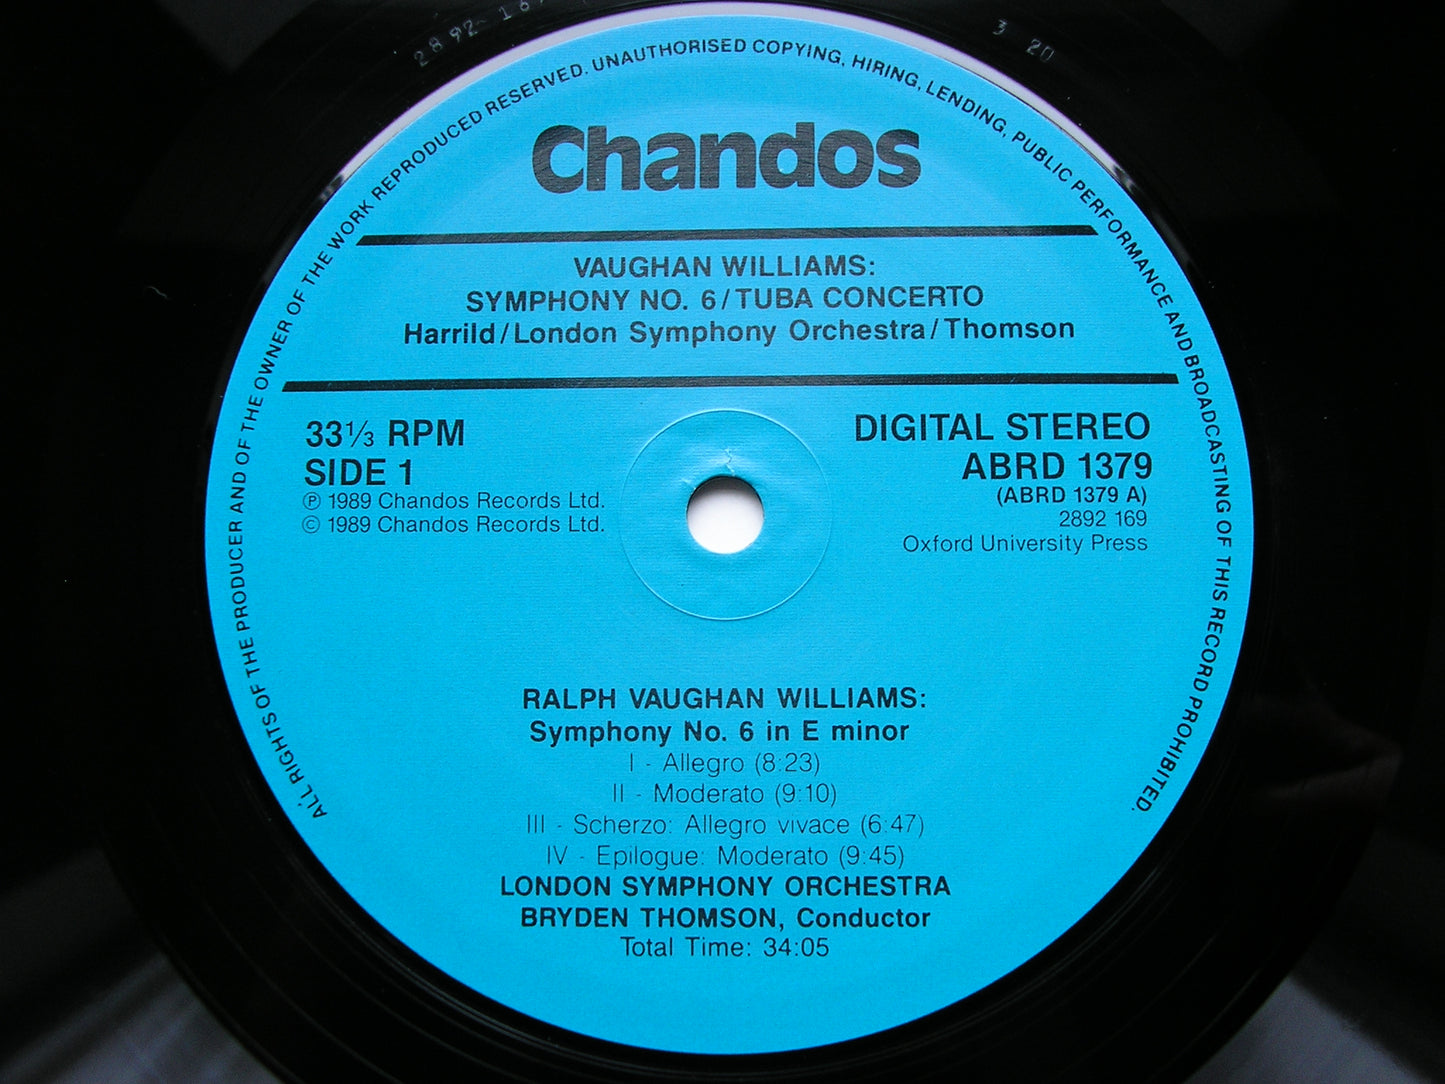 2892-16
3 20
ALL RIGHTS OF THE PRODUCER AND OF THE OWNER OF THE WORK REPRODUCED RESERVED. UNAUTHORISED COPYING, HIRING, LENDING, PUBLIC PERFORMANCE AND BROADCASTING OF THIS RECORD PROHIBITED.
Chandos
VAUGHAN WILLIAMS:
SYMPHONY NO. 6/TUBA CONCERTO
Harrild/London Symphony Orchestra/Thomson
33⅓ RPM
SIDE 1
℗ 1989 Chandos Records Ltd.
© 1989 Chandos Records Ltd.
DIGITAL STEREO
ABRD 1379
(ABRD 1379 A)
2892 169
Oxford University Press
RALPH VAUGHAN WILLIAMS:
Symphony No. 6 in E minor
I - Allegro (8:23)
II - Moderato (9:10)
III - Scherzo: Allegro vivace (6:47)
IV - Epilogue: Moderato (9:45)
LONDON SYMPHONY ORCHESTRA
BRYDEN THOMSON, Conductor
Total Time: 34:05